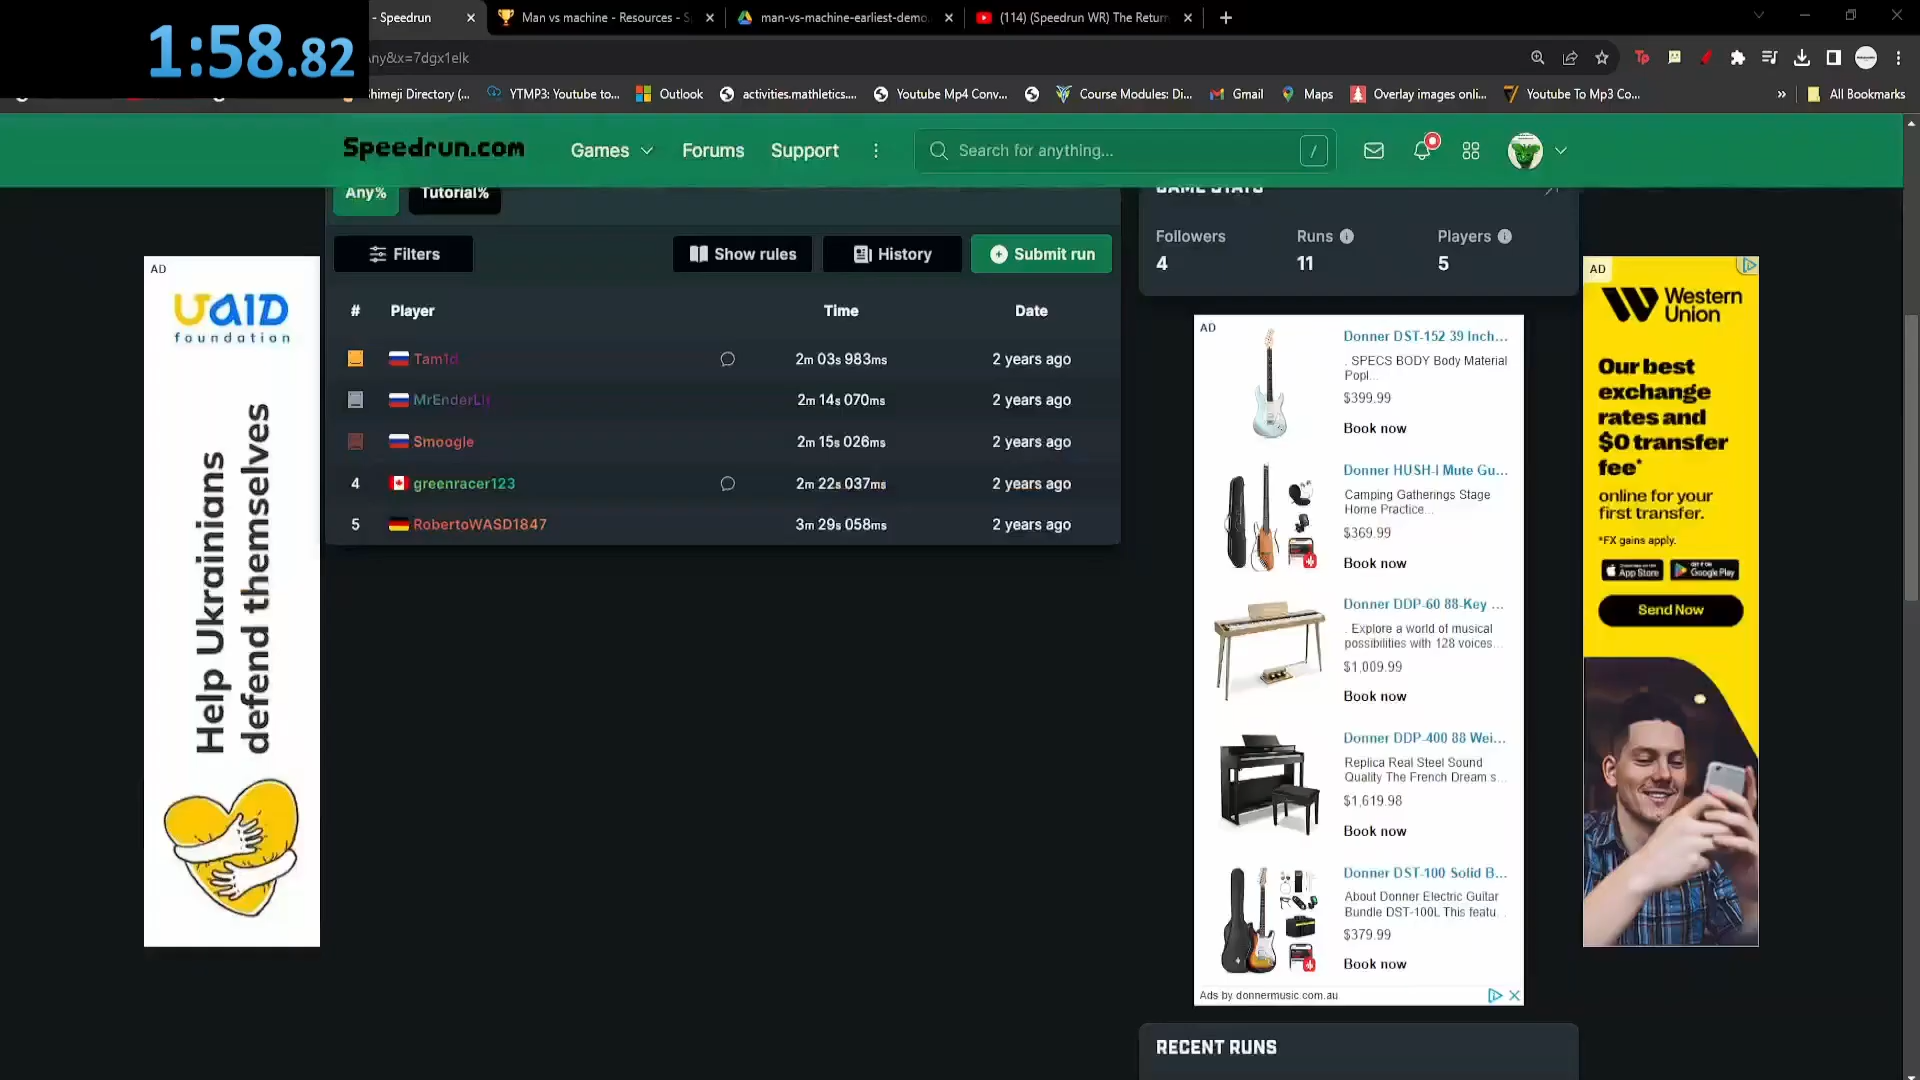 1:58.82
- Speedrun
Man vs machine - Resources - S
man-vs-machine-earliest-demo.
(114) (Speedrun WR) The Return
Any&x=7dgx1elk
Shimeji Directory (...
YTMP3: Youtube to...
Outlook
activities.mathletics....
Youtube Mp4 Conv...
Course Modules: Di...
Gmail
Maps
Overlay images onli...
Youtube To Mp3 Co...
»
All Bookmarks
Speedrun.com
Games
Forums
Support
Search for anything...
/
Any%
Tutorial%
GAME STATS
Filters
Show rules
History
Submit run
Followers
Runs
Players
4
11
5
# Player Time Date
Tam1d 2m 03s 983ms 2 years ago
MrEnderLit 2m 14s 070ms 2 years ago
Smoogle 2m 15s 026ms 2 years ago
4 greenracer123 2m 22s 037ms 2 years ago
5 RobertoWASD1847 3m 29s 058ms 2 years ago
AD
UAID
foundation
Help Ukrainians
defend themselves
AD
Donner DST-152 39 Inch...
. SPECS BODY Body Material
Popl...
$399.99
Book now
Donner HUSH-I Mute Gu...
Camping Gatherings Stage
Home Practice...
$369.99
Book now
Donner DDP-60 88-Key ...
. Explore a world of musical
possibilities with 128 voices...
$1,009.99
Book now
Donner DDP-400 88 Wei...
Replica Real Steel Sound
Quality The French Dream s...
$1,619.98
Book now
Donner DST-100 Solid B...
About Donner Electric Guitar
Bundle DST-100L This featu...
$379.99
Book now
Ads by donnermusic.com.au
RECENT RUNS
AD
Western
Union
Our best
exchange
rates and
$0 transfer
fee*
online for your
first transfer.
*FX gains apply.
App Store
Google Play
Send Now